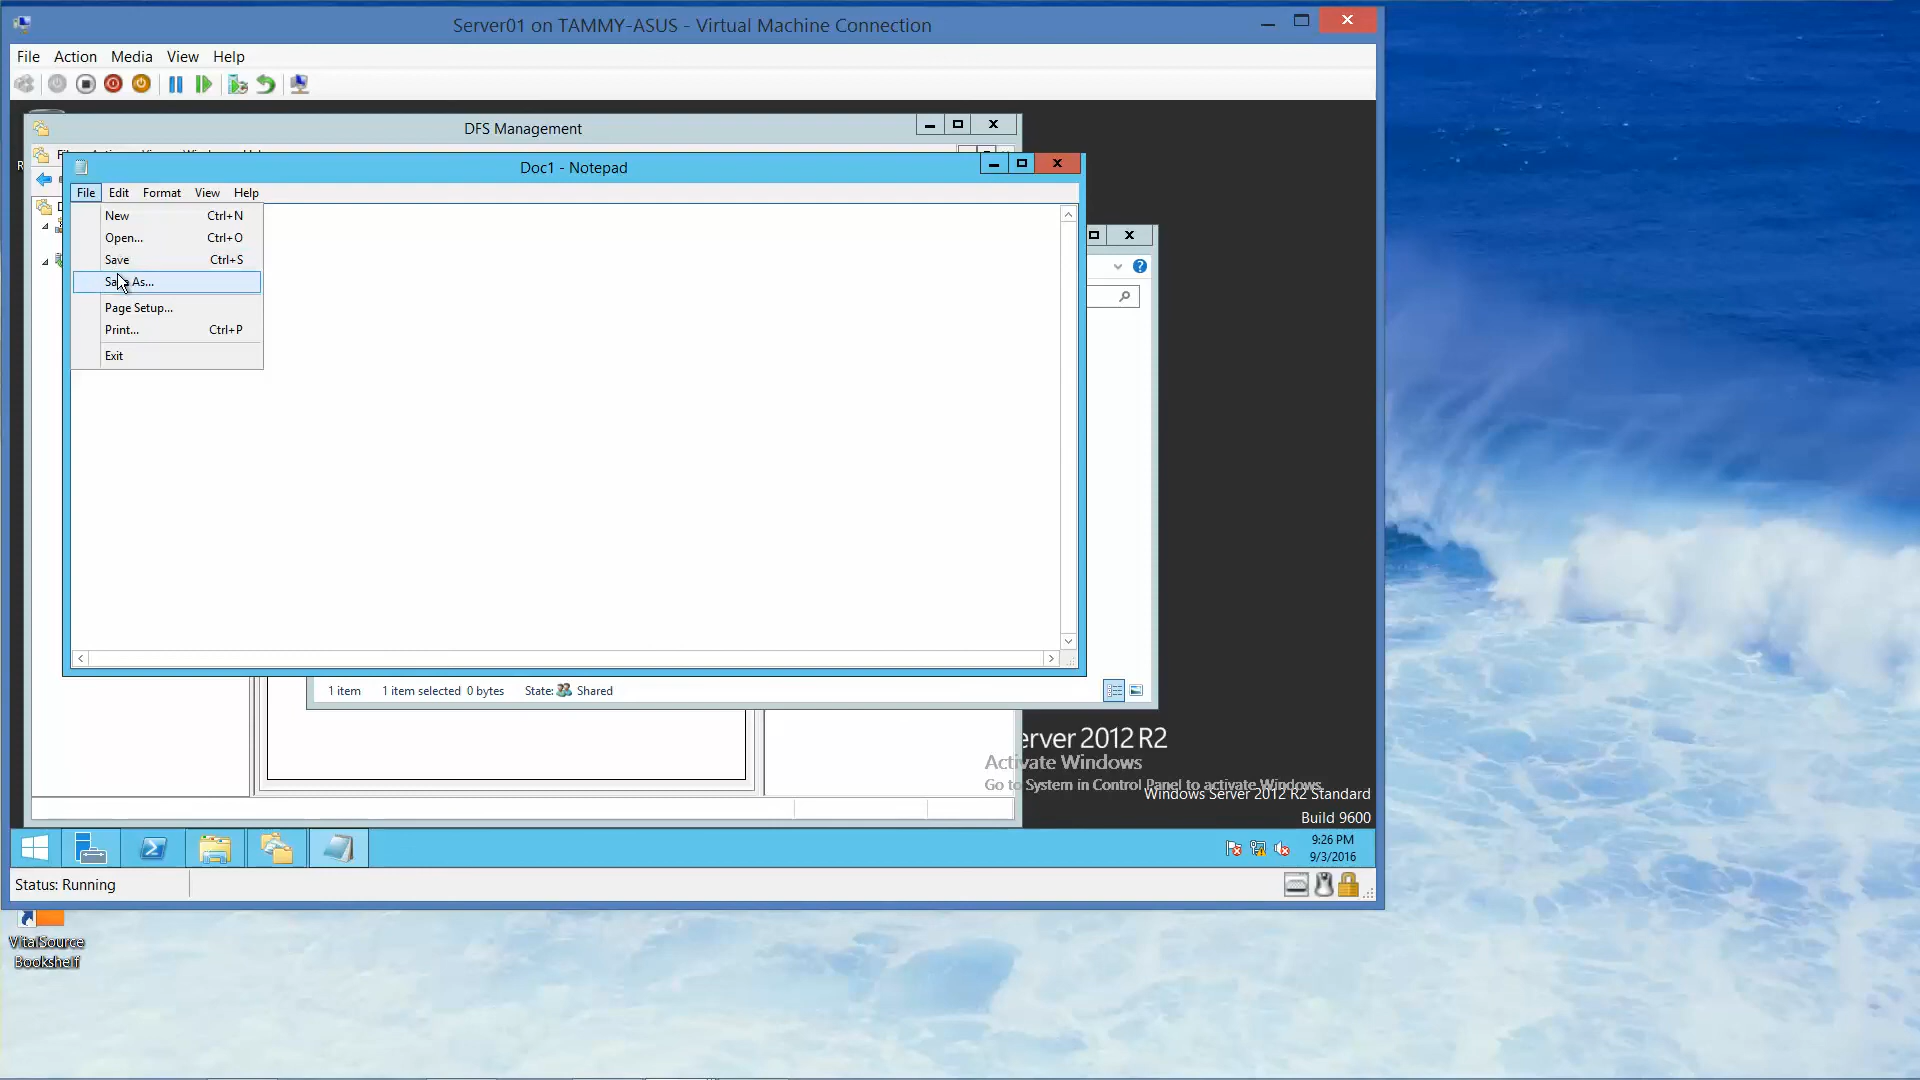 Server01 on TAMMY-ASUS - Virtual Machine Connection
File Action Media View Help
DFS Management
Doc1 - Notepad
File Edit Format View Help
New Ctrl+N
Open... Ctrl+O
Save Ctrl+S
Save As...
Page Setup...
Print... Ctrl+P
Exit
1 item 1 item selected 0 bytes State: Shared
erver 2012 R2
Activate Windows
Go to System in Control Panel to activate Windows.
Windows Server 2012 R2 Standard
Build 9600
9:26 PM
9/3/2016
Status: Running
VitalSource
Bookshelf